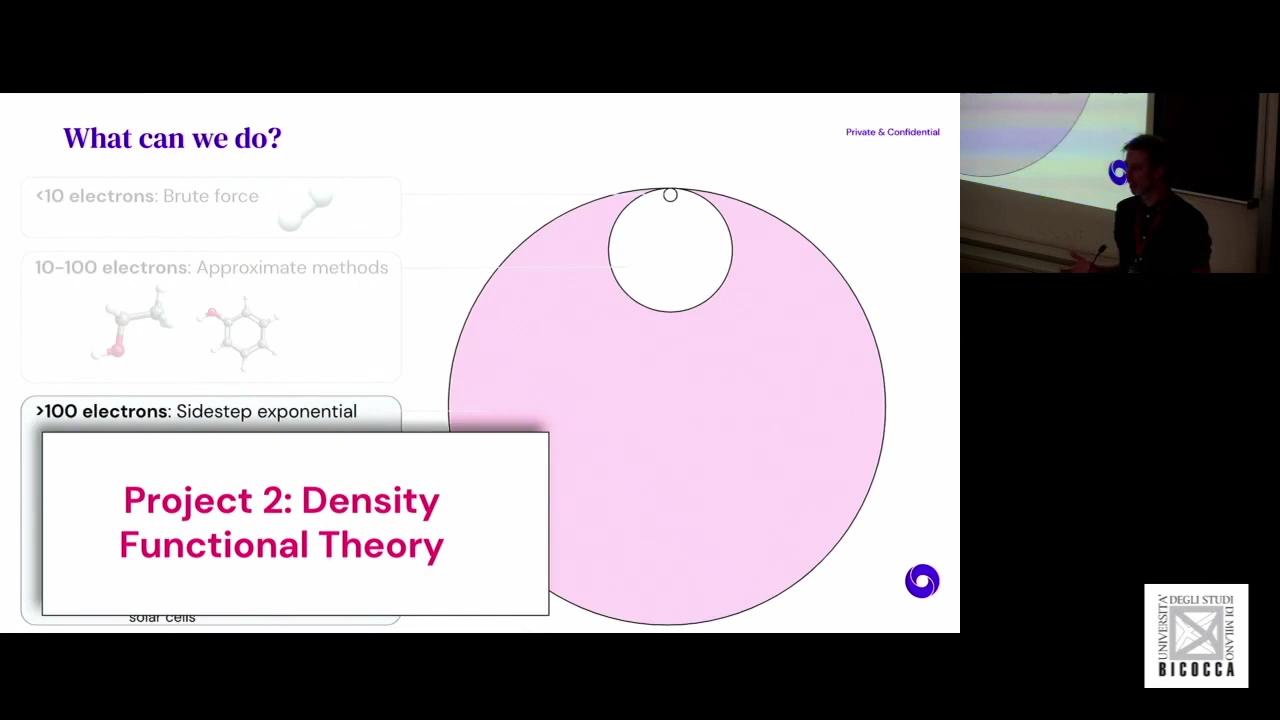 What can we do?
Private & Confidential
<10 electrons: Brute force
10-100 electrons: Approximate methods
>100 electrons: Sidestep exponential
Project 2: Density
Functional Theory
solar cells
UNIVERSITA'
DEGLI STUDI
DI MILANO
BICOCCA